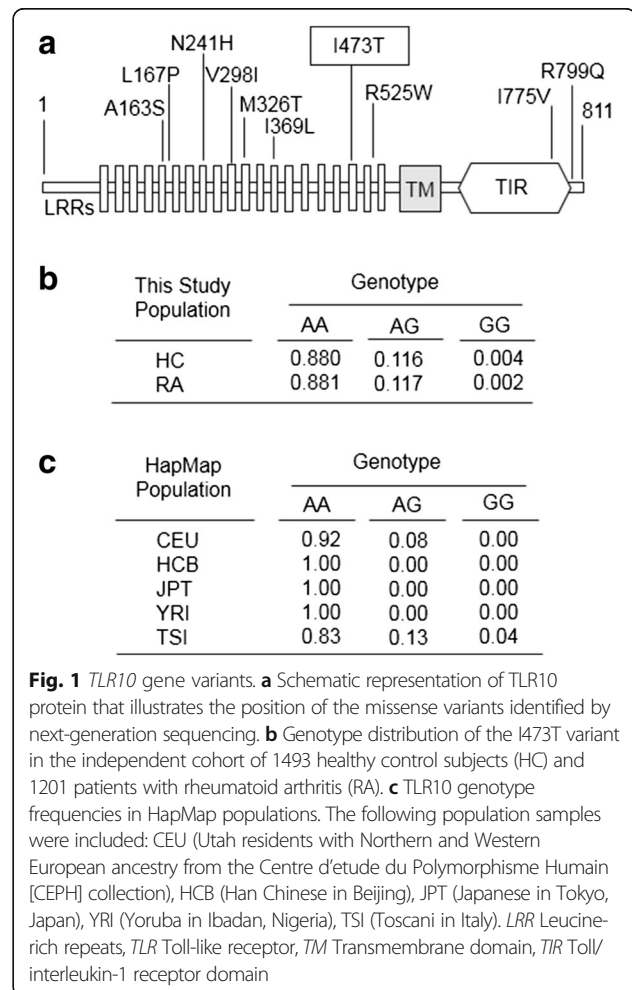 a
N241H
I473T
L167P
V298I
R799Q
A163S
M326T
R525W
I775V
1
I369L
811
LRRs
TM
TIR
b
This Study
Population
Genotype
AA AG GG
HC 0.880 0.116 0.004
RA 0.881 0.117 0.002
c
HapMap
Population
Genotype
AA AG GG
CEU 0.92 0.08 0.00
HCB 1.00 0.00 0.00
JPT 1.00 0.00 0.00
YRI 1.00 0.00 0.00
TSI 0.83 0.13 0.04
Fig. 1 TLR10 gene variants. a Schematic representation of TLR10
protein that illustrates the position of the missense variants identified by
next-generation sequencing. b Genotype distribution of the I473T variant
in the independent cohort of 1493 healthy control subjects (HC) and
1201 patients with rheumatoid arthritis (RA). c TLR10 genotype
frequencies in HapMap populations. The following population samples
were included: CEU (Utah residents with Northern and Western
European ancestry from the Centre d'etude du Polymorphisme Humain
[CEPH] collection), HCB (Han Chinese in Beijing), JPT (Japanese in Tokyo,
Japan), YRI (Yoruba in Ibadan, Nigeria), TSI (Toscani in Italy). LRR Leucine-
rich repeats, TLR Toll-like receptor, TM Transmembrane domain, TIR Toll/
interleukin-1 receptor domain